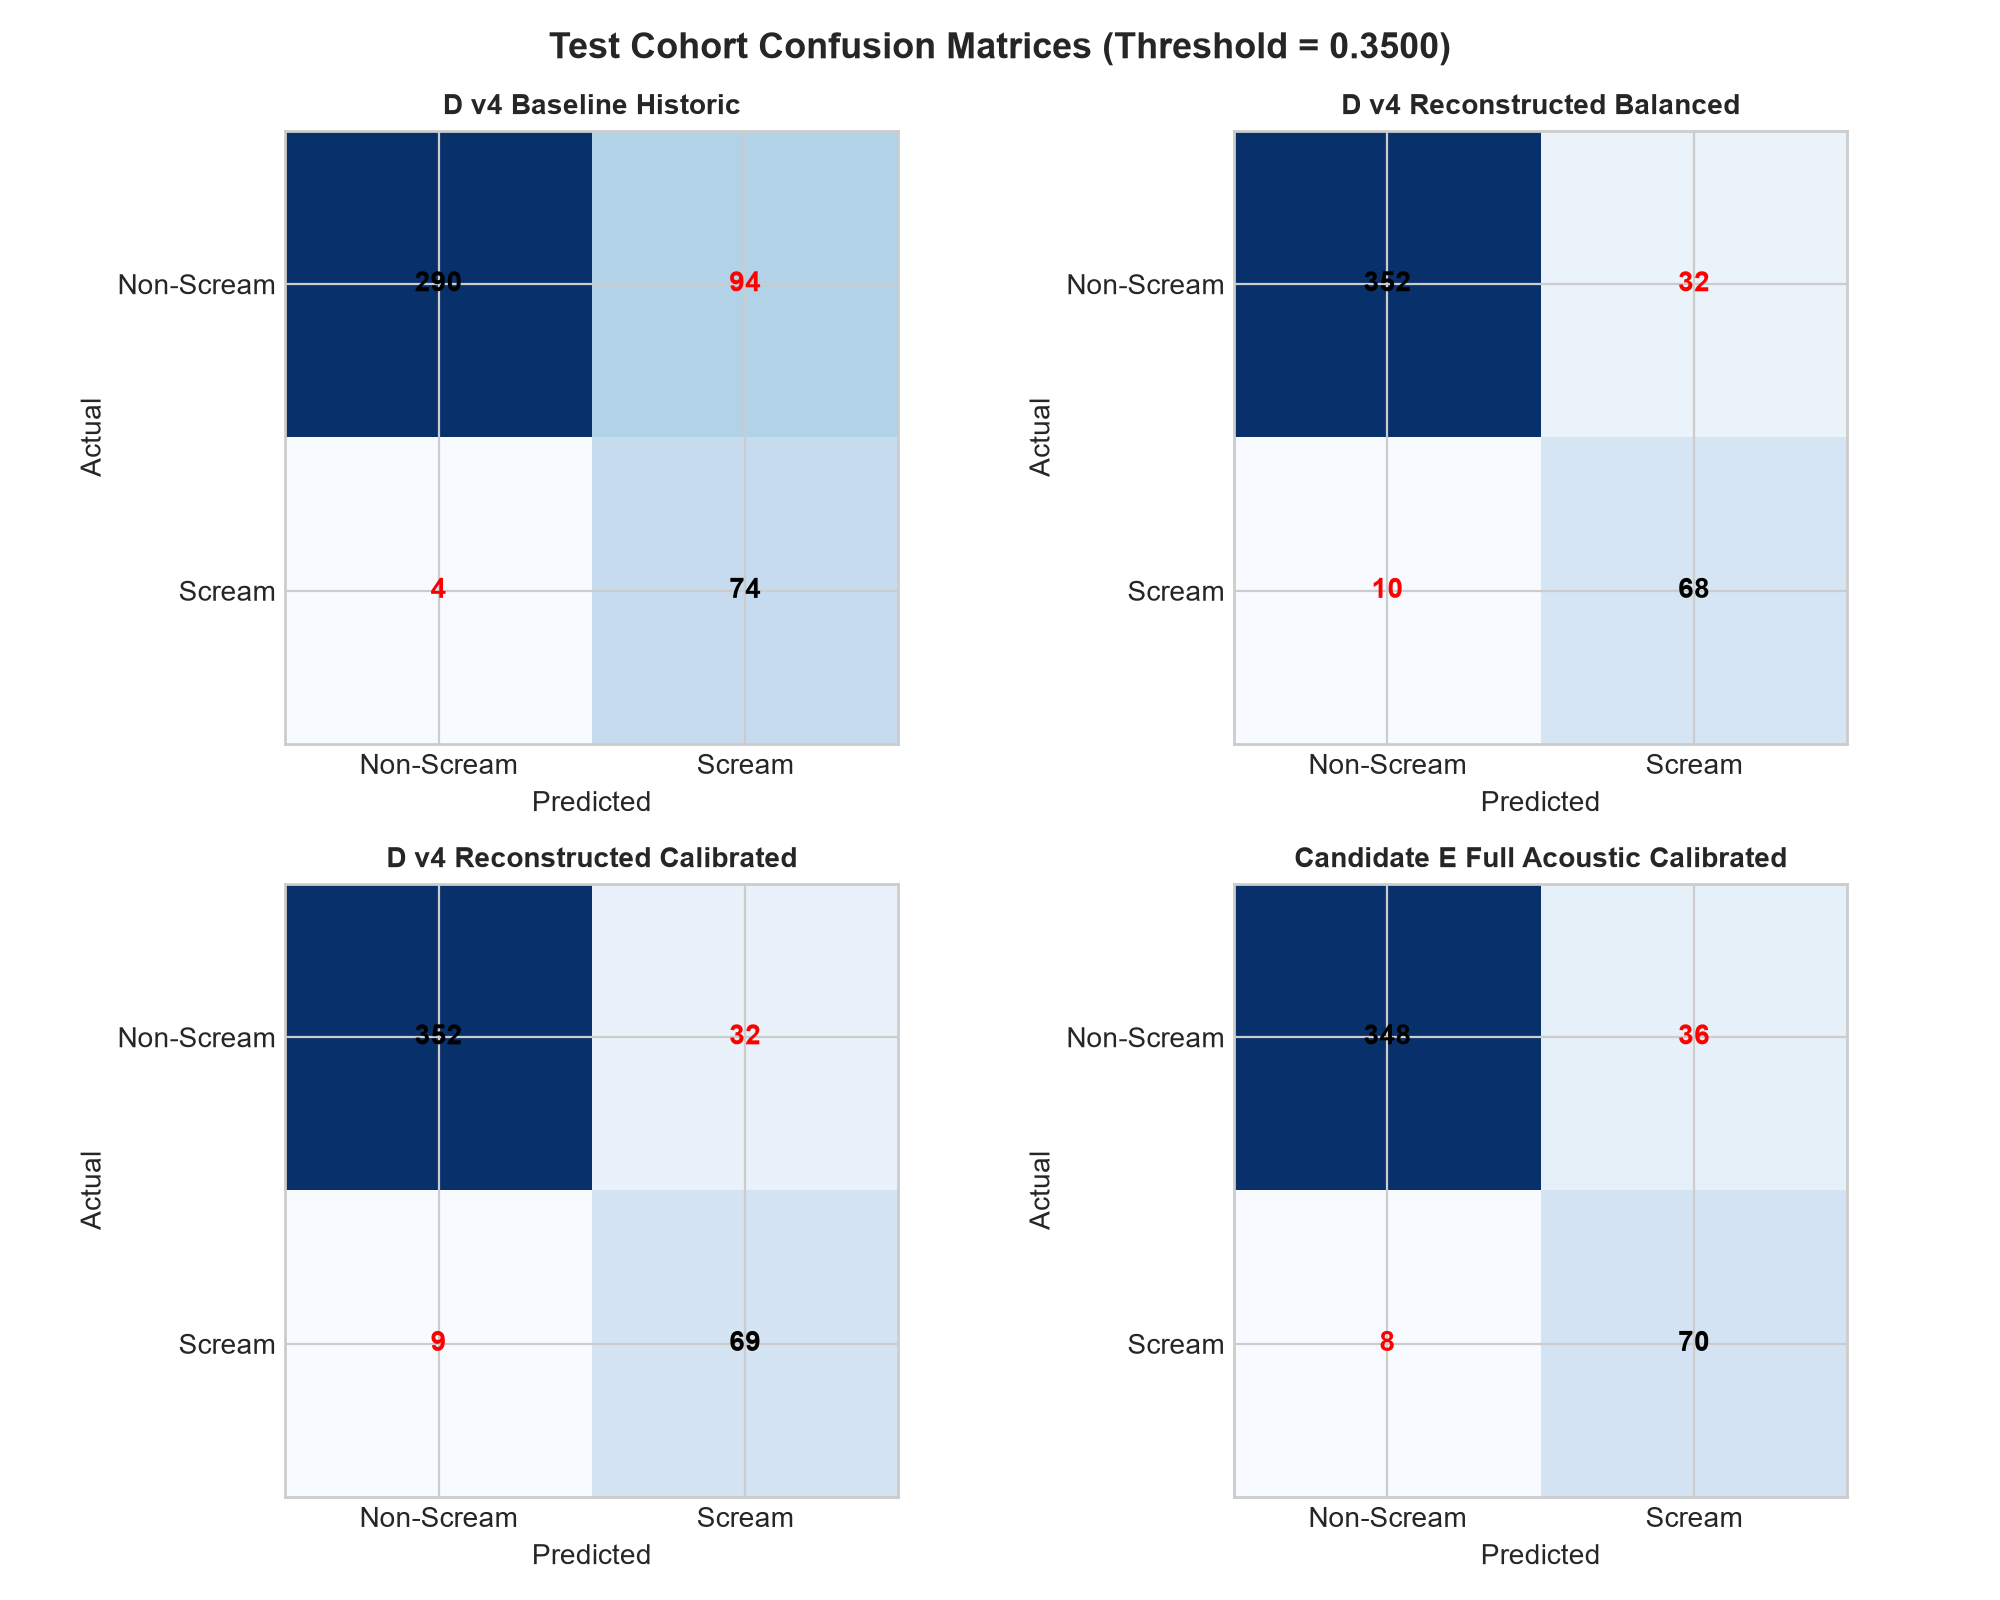 Test Cohort Confusion Matrices (Threshold = 0.3500)
D v4 Baseline Historic
Actual
Non-Scream
290
94
Scream
4
74
Non-Scream
Scream
Predicted
D v4 Reconstructed Balanced
Actual
Non-Scream
352
32
Scream
10
68
Non-Scream
Scream
Predicted
D v4 Reconstructed Calibrated
Actual
Non-Scream
352
32
Scream
9
69
Non-Scream
Scream
Predicted
Candidate E Full Acoustic Calibrated
Actual
Non-Scream
348
36
Scream
8
70
Non-Scream
Scream
Predicted